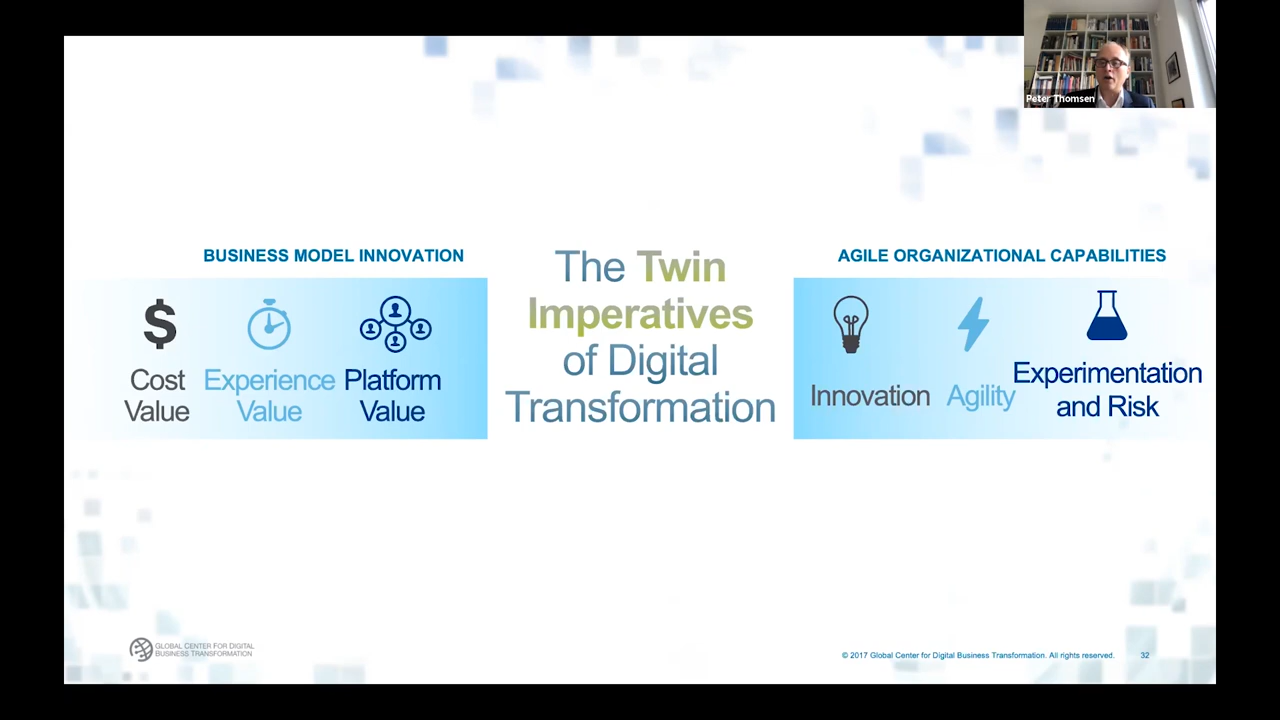 Peter Thomsen
BUSINESS MODEL INNOVATION
Cost
Value
Experience
Value
Platform
Value
The Twin
Imperatives
of Digital
Transformation
AGILE ORGANIZATIONAL CAPABILITIES
Innovation
Agility
Experimentation
and Risk
GLOBAL CENTER FOR DIGITAL
BUSINESS TRANSFORMATION
© 2017 Global Center for Digital Business Transformation. All rights reserved.
32